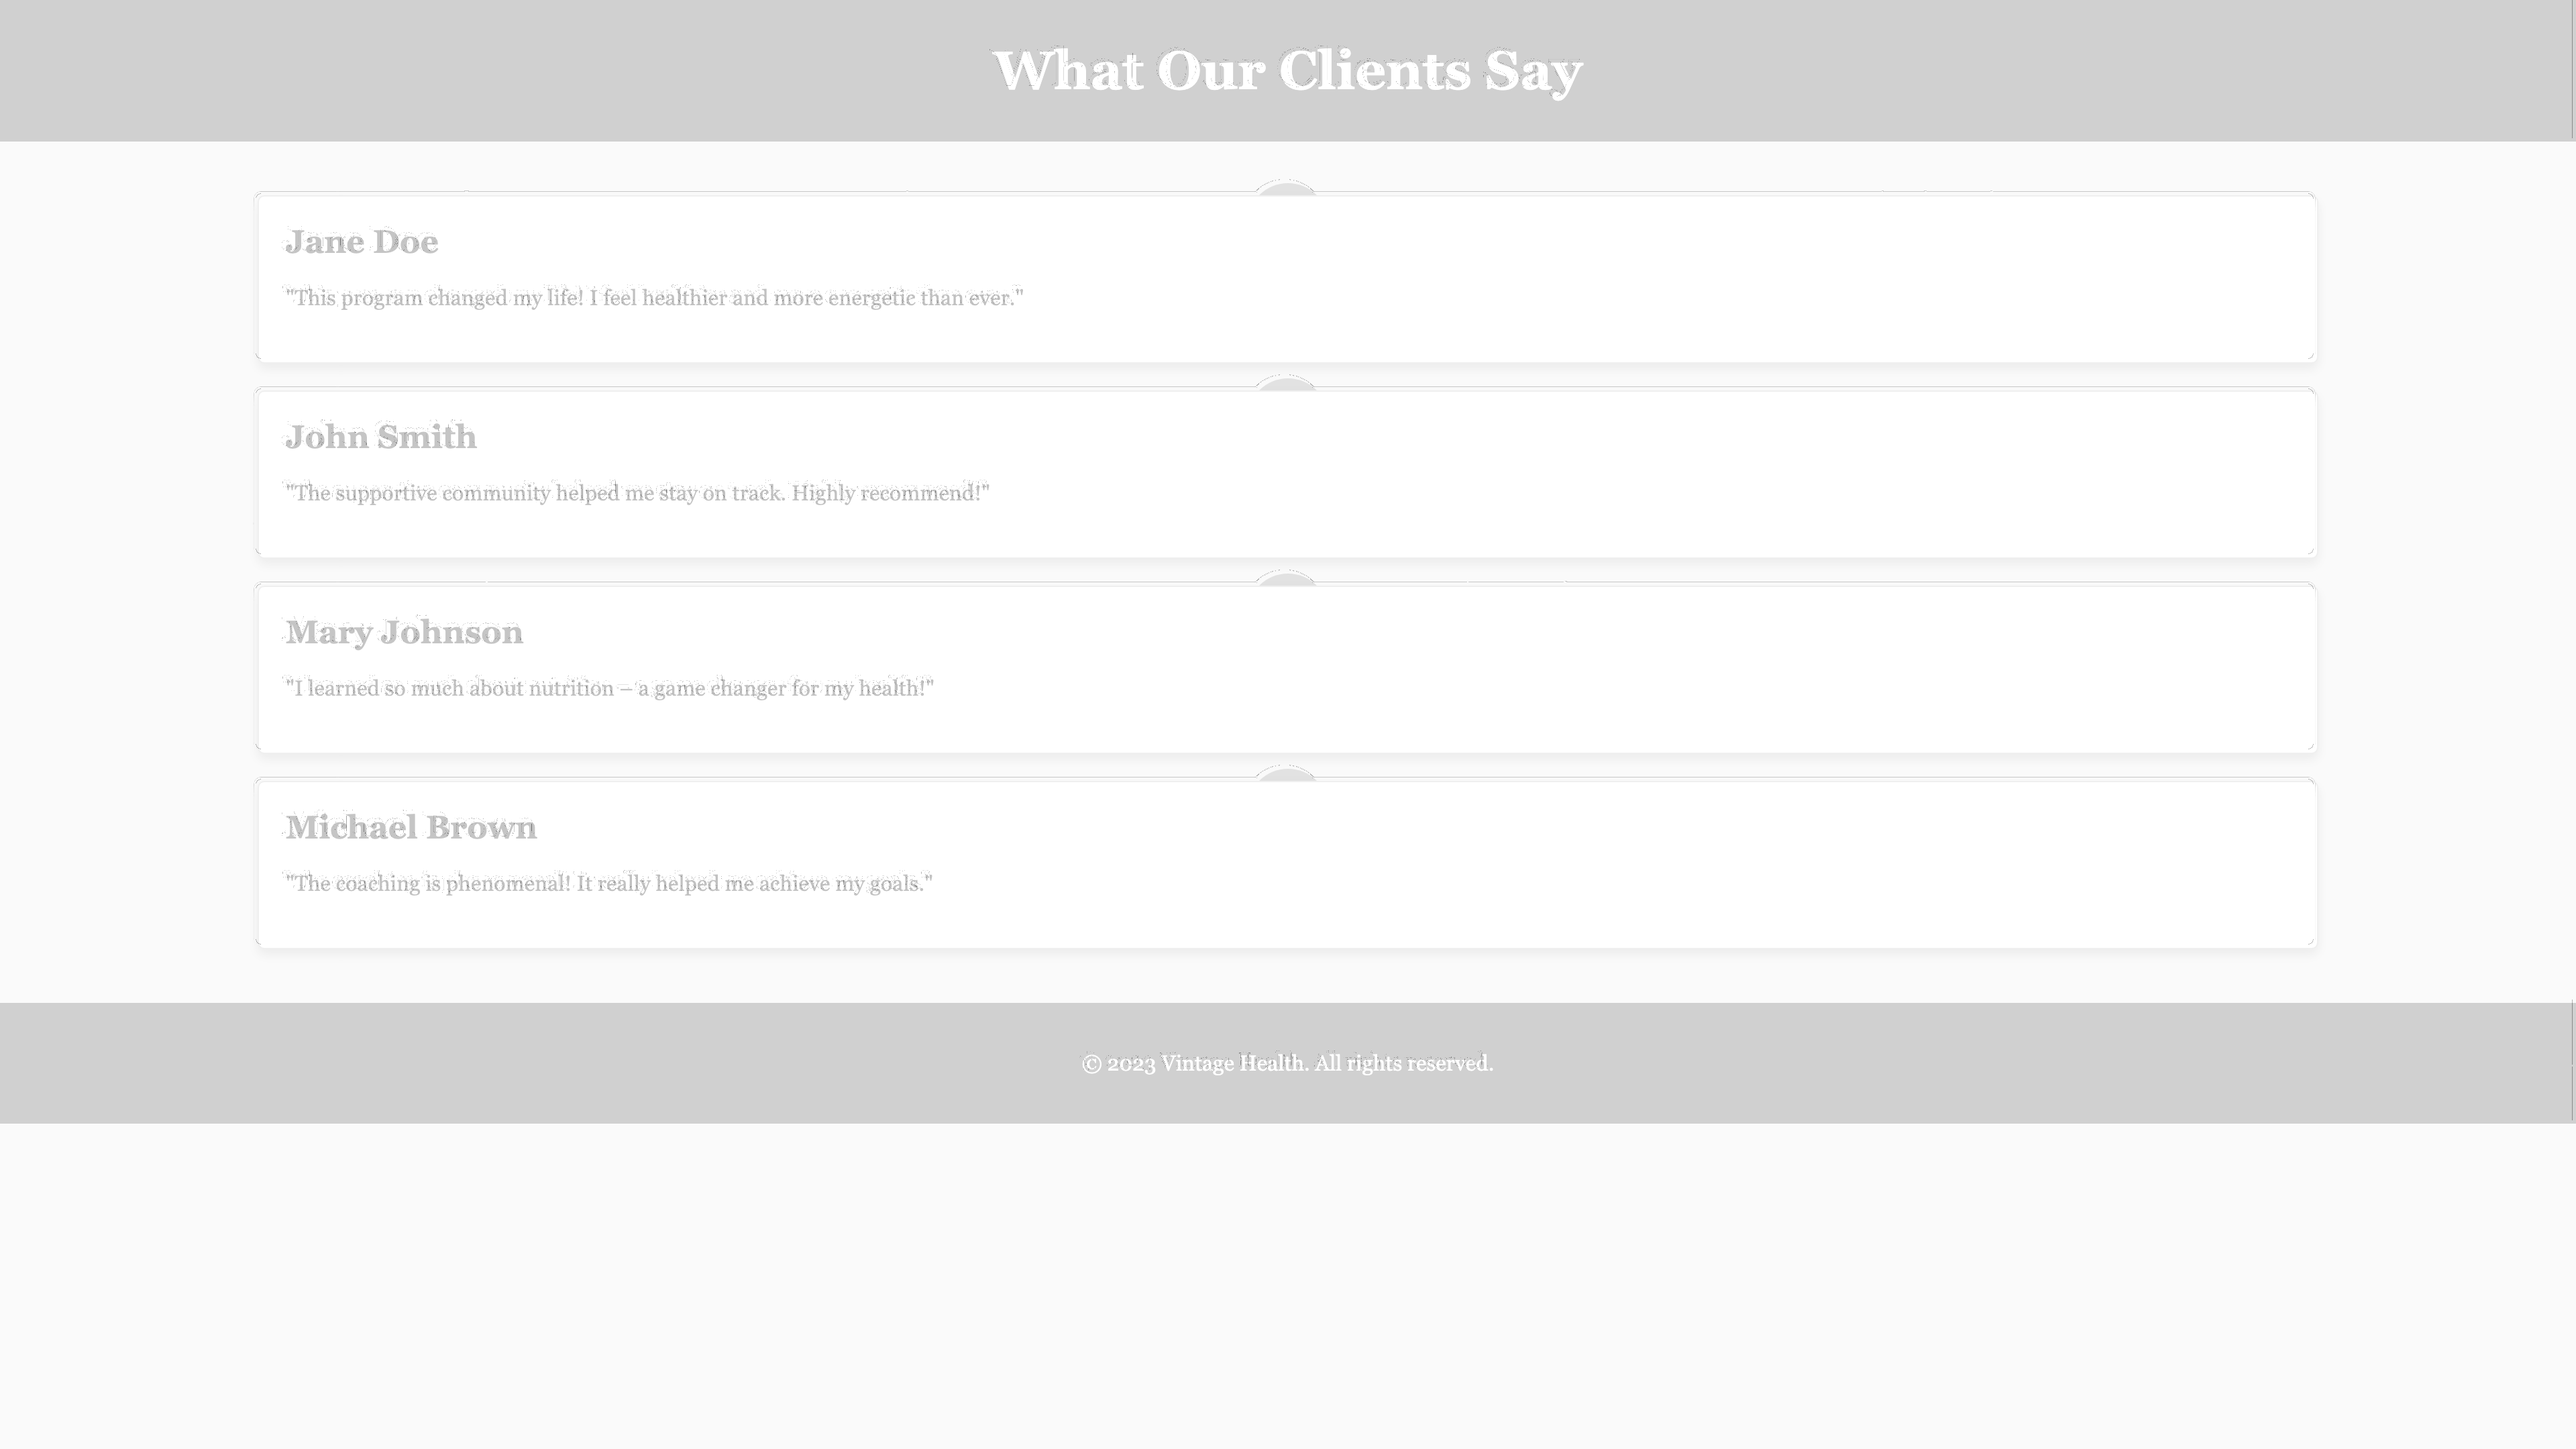 What Our Clients Say
Jane Doe
"This program changed my life! I feel healthier and more energetic than ever."
John Smith
"The supportive community helped me stay on track. Highly recommend!"
Mary Johnson
"I learned so much about nutrition – a game changer for my health!"
Michael Brown
"The coaching is phenomenal! It really helped me achieve my goals."
© 2023 Vintage Health. All rights reserved.